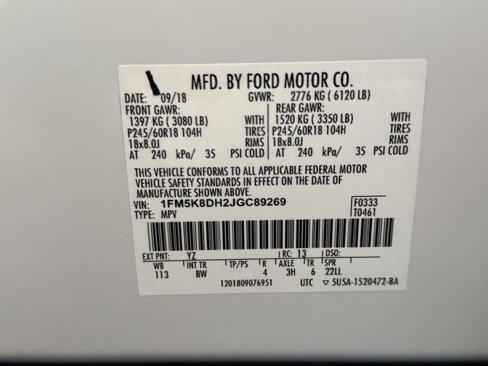 MFD. BY FORD MOTOR CO.
DATE: 09/18 GVWR: 2776 KG ( 6120 LB)
FRONT GAWR: REAR GAWR:
1397 KG ( 3080 LB) WITH 1520 KG ( 3350 LB) WITH
P245/60R18 104H TIRES P245/60R18 104H TIRES
18x8.0J RIMS 18x8.0J RIMS
AT 240 kPa/ 35 PSI COLD AT 240 kPa/ 35 PSI COLD
THIS VEHICLE CONFORMS TO ALL APPLICABLE FEDERAL MOTOR
VEHICLE SAFETY AND THEFT PREVENTION STANDARDS IN
EFFECT ON THE DATE OF MANUFACTURE SHOWN ABOVE.
VIN: 1FM5K8DH2JGC89269 F0333
TYPE: MPV T0461
EXT PNT: YZ RC: 13 DSO:
WB INT TR TP/PS R AXLE TR SPR
113 BW 4 3H 6 22LL
1201809076951 UTC ▽ 5U5A-1520472-BA